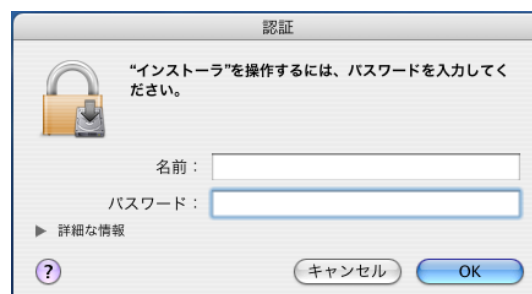 認証
“インストーラ”を操作するには、パスワードを入力してく
ださい。
名前：
パスワード：
▶ 詳細な情報
?
キャンセル
OK